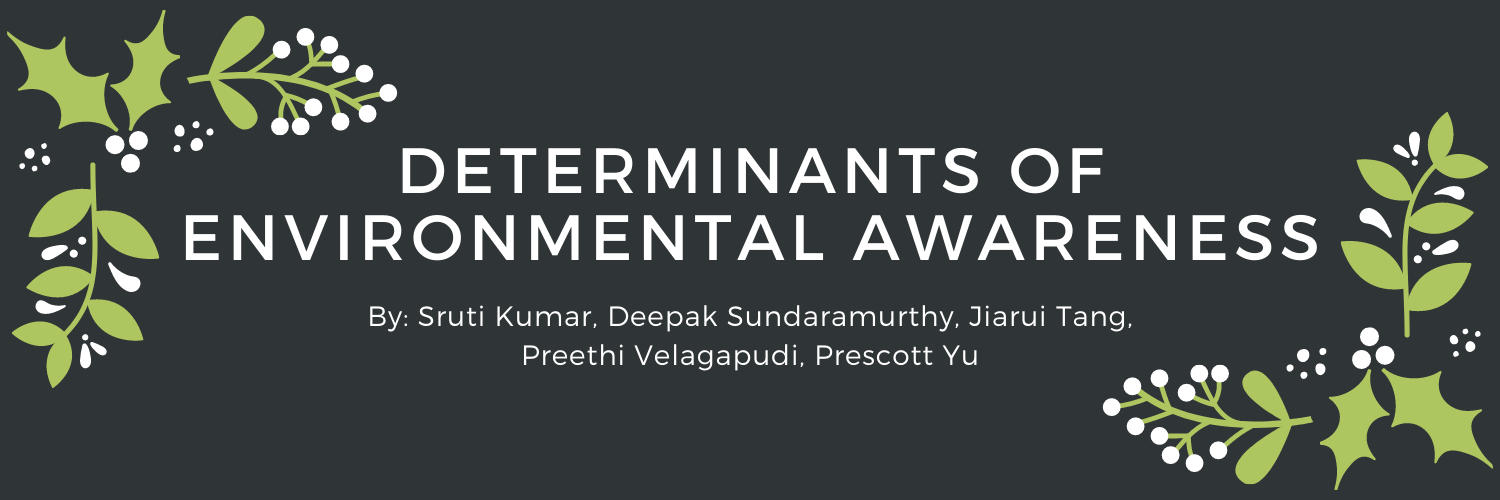 DETERMINANTS OF
ENVIRONMENTAL AWARENESS
By: Sruti Kumar, Deepak Sundaramurthy, Jiarui Tang,
Preethi Velagapudi, Prescott Yu